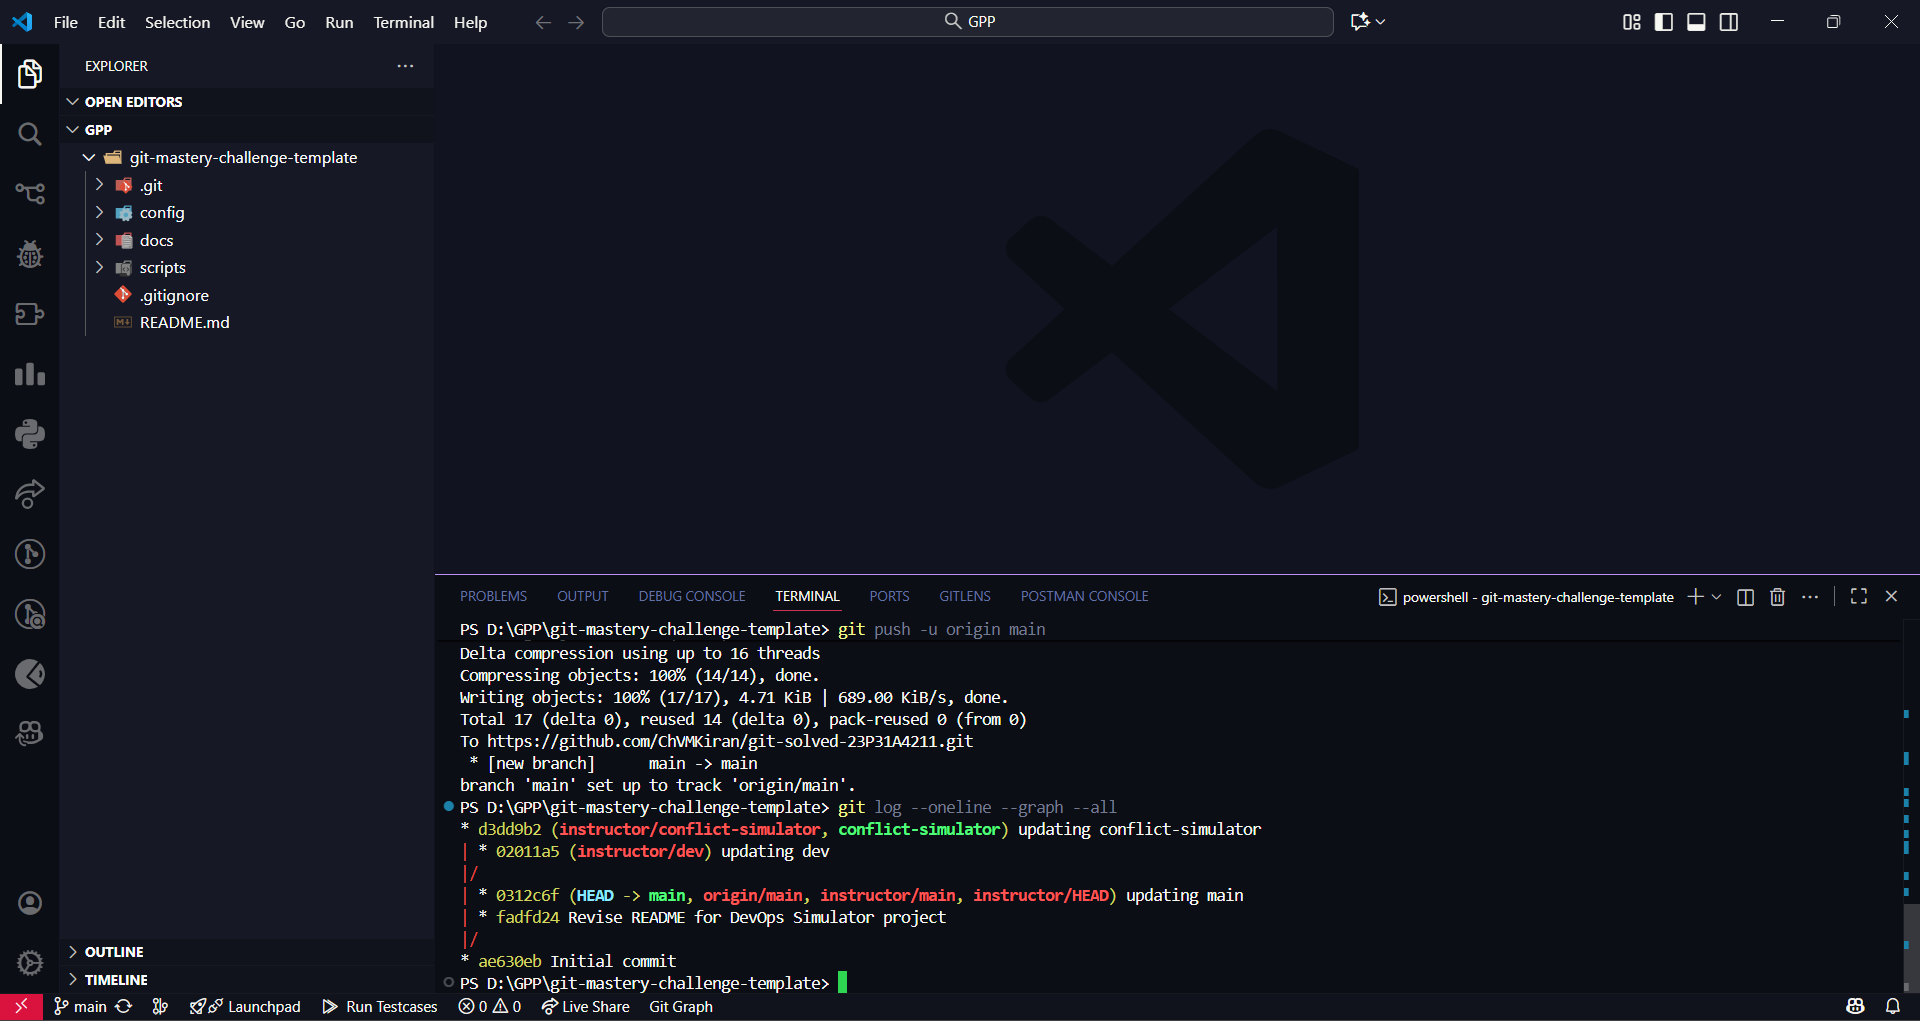 File Edit Selection View Go Run Terminal Help
GPP
EXPLORER
OPEN EDITORS
GPP
git-mastery-challenge-template
.git
config
docs
scripts
.gitignore
README.md
OUTLINE
TIMELINE
PROBLEMS OUTPUT DEBUG CONSOLE TERMINAL PORTS GITLENS POSTMAN CONSOLE
powershell - git-mastery-challenge-template
PS D:\GPP\git-mastery-challenge-template> git push -u origin main
Delta compression using up to 16 threads
Compressing objects: 100% (14/14), done.
Writing objects: 100% (17/17), 4.71 KiB | 689.00 KiB/s, done.
Total 17 (delta 0), reused 14 (delta 0), pack-reused 0 (from 0)
To https://github.com/ChVMKiran/git-solved-23P31A4211.git
* [new branch]      main -> main
branch 'main' set up to track 'origin/main'.
PS D:\GPP\git-mastery-challenge-template> git log --oneline --graph --all
* d3dd9b2 (instructor/conflict-simulator, conflict-simulator) updating conflict-simulator
| * 02011a5 (instructor/dev) updating dev
|/
| * 0312c6f (HEAD -> main, origin/main, instructor/main, instructor/HEAD) updating main
| * fadfd24 Revise README for DevOps Simulator project
|/
* ae630eb Initial commit
PS D:\GPP\git-mastery-challenge-template>
main Launchpad Run Testcases 0 0 Live Share Git Graph